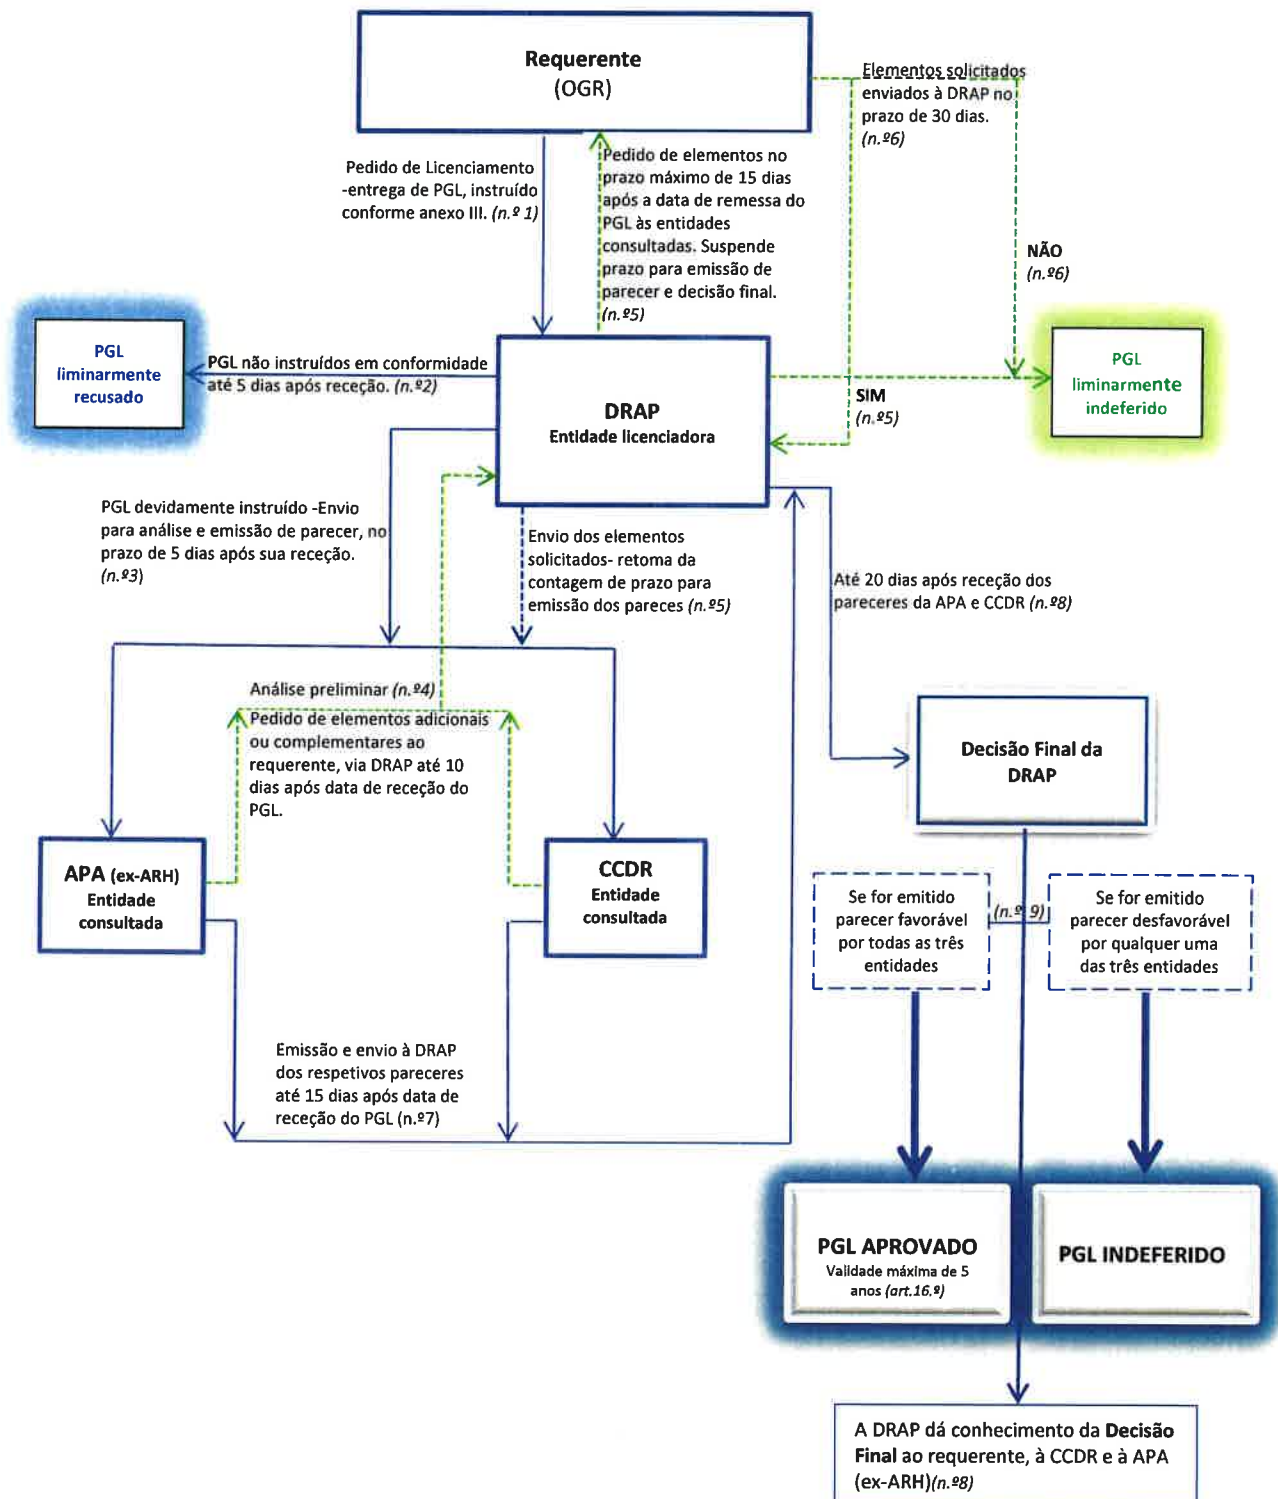 Requerente
(OGR)
Elementos solicitados
enviados à DRAP no
prazo de 30 dias.
(n.º6)
Pedido de Licenciamento
-entrega de PGL, instruído
conforme anexo III. (n.º 1)
Pedido de elementos no
prazo máximo de 15 dias
após a data de remessa do
PGL às entidades
consultadas. Suspende
prazo para emissão de
parecer e decisão final.
(n.º5)
NÃO
(n.º6)
PGL
liminarmente
recusado
PGL não instruídos em conformidade
até 5 dias após receção. (n.º2)
DRAP
Entidade licenciadora
SIM
(n.º5)
PGL
liminarmente
indeferido
PGL devidamente instruído -Envio
para análise e emissão de parecer, no
prazo de 5 dias após sua receção.
(n.º3)
Envio dos elementos
solicitados- retoma da
contagem de prazo para
emissão dos pareces (n.º5)
Até 20 dias após receção dos
pareceres da APA e CCDR (n.º8)
Análise preliminar (n.º4)
Pedido de elementos adicionais
ou complementares ao
requerente, via DRAP até 10
dias após data de receção do
PGL.
Decisão Final da
DRAP
APA (ex-ARH)
Entidade
consultada
CCDR
Entidade
consultada
Se for emitido
parecer favorável
por todas as três
entidades
(n.º 9)
Se for emitido
parecer desfavorável
por qualquer uma
das três entidades
Emissão e envio à DRAP
dos respetivos pareceres
até 15 dias após data de
receção do PGL (n.º7)
PGL APROVADO
Validade máxima de 5
anos (art.16.º)
PGL INDEFERIDO
A DRAP dá conhecimento da Decisão
Final ao requerente, à CCDR e à APA
(ex-ARH)(n.º8)